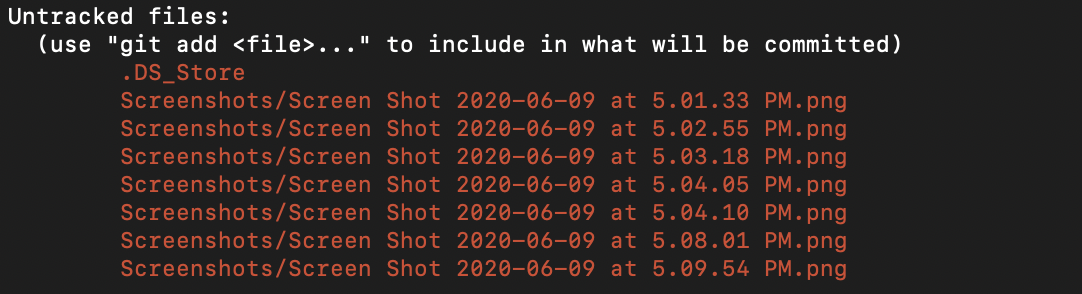 Untracked files:
(use "git add <file>..." to include in what will be committed)
.DS_Store
Screenshots/Screen Shot 2020-06-09 at 5.01.33 PM.png
Screenshots/Screen Shot 2020-06-09 at 5.02.55 PM.png
Screenshots/Screen Shot 2020-06-09 at 5.03.18 PM.png
Screenshots/Screen Shot 2020-06-09 at 5.04.05 PM.png
Screenshots/Screen Shot 2020-06-09 at 5.04.10 PM.png
Screenshots/Screen Shot 2020-06-09 at 5.08.01 PM.png
Screenshots/Screen Shot 2020-06-09 at 5.09.54 PM.png